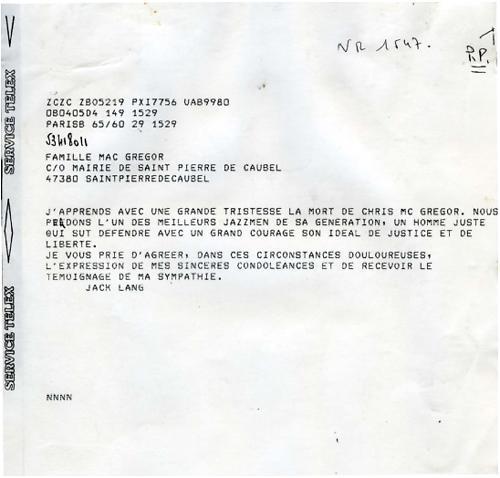 NR 1547.
P.P. 1
SERVICE TELEX
ZCZC ZB05219 PXI7756 UAB9980
OBO40504 149 1529
PARISB 65/60 29 1529
FAMILLE MAC GREGOR
C/O MAIRIE DE SAINT PIERRE DE CAUBEL
47380 SAINTPIERREDECAUBEL
J'APPRENDS AVEC UNE GRANDE TRISTESSE LA MORT DE CHRIS MC GREGOR. NOUS
PERDONS L'UN DES MEILLEURS JAZZMEN DE SA GENERATION, UN HOMME JUSTE
QUI SUT DEFENDRE AVEC UN GRAND COURAGE SON IDEAL DE JUSTICE ET DE
LIBERTE.
JE VOUS PRIE D'AGREER, DANS CES CIRCONSTANCES DOULOUREUSES,
L'EXPRESSION DE MES SINCERES CONDOLEANCES ET DE RECEVOIR LE
TEMOIGNAGE DE MA SYMPATHIE.
JACK LANG
SERVICE TELEX
NNNN